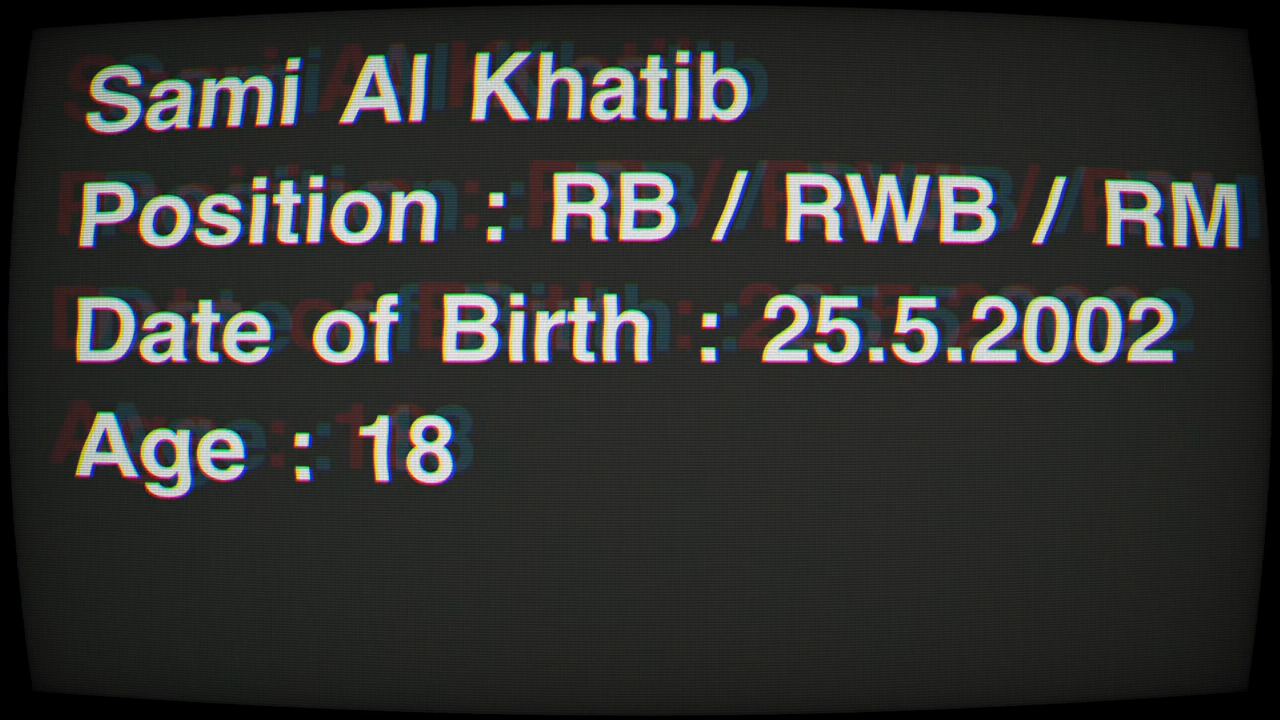 Sami Al Khatib
Position : RB / RWB / RM
Date of Birth : 25.5.2002
Age : 18